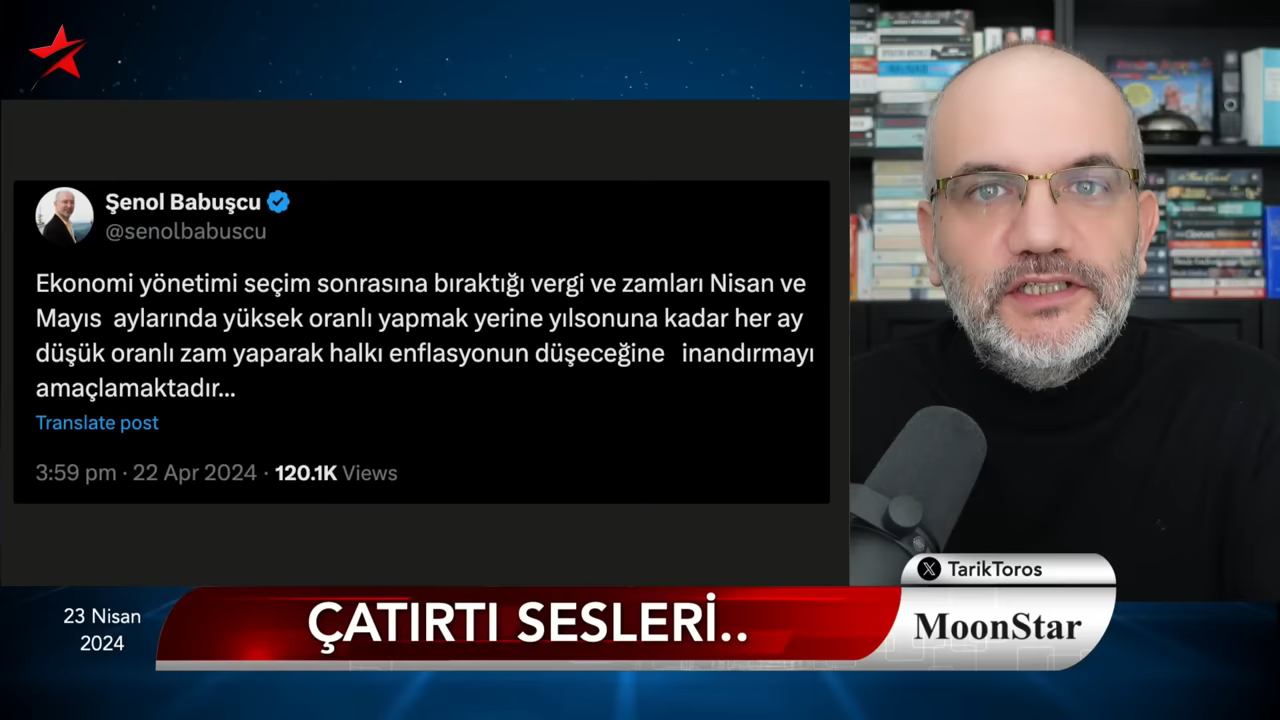 Şenol Babuşcu
@senolbabuscu
Ekonomi yönetimi seçim sonrasına bıraktığı vergi ve zamları Nisan ve
Mayıs aylarında yüksek oranlı yapmak yerine yılsonuna kadar her ay
düşük oranlı zam yaparak halkı enflasyonun düşeceğine inandırmayı
amaçlamaktadır...
Translate post
3:59 pm · 22 Apr 2024 · 120.1K Views
TarikToros
23 Nisan
2024
ÇATIRTI SESLERİ..
MoonStar